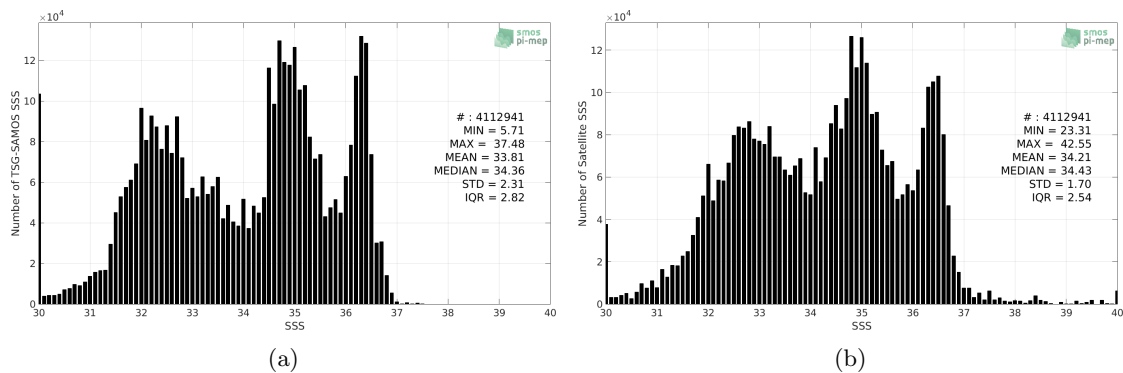 ×10⁴
12
10
8
6
4
2
0
Number of TSG-SAMOS SSS
30 31 32 33 34 35 36 37 38 39 40
SSS
smos
pi-mep
# : 4112941
MIN = 5.71
MAX = 37.48
MEAN = 33.81
MEDIAN = 34.36
STD = 2.31
IQR = 2.82
(a)
×10⁴
12
10
8
6
4
2
0
Number of Satellite SSS
30 31 32 33 34 35 36 37 38 39 40
SSS
smos
pi-mep
# : 4112941
MIN = 23.31
MAX = 42.55
MEAN = 34.21
MEDIAN = 34.43
STD = 1.70
IQR = 2.54
(b)